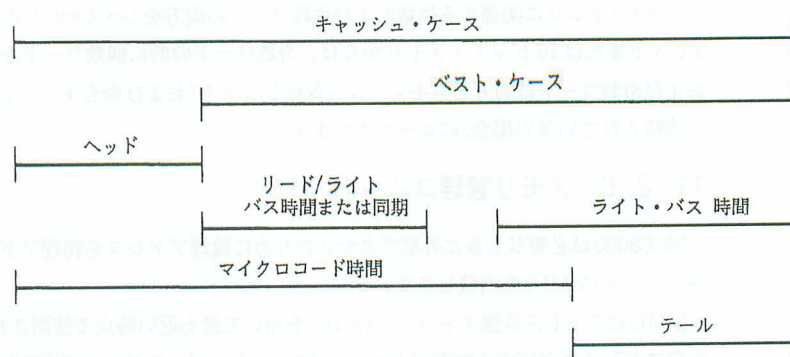 キャッシュ・ケース
ベスト・ケース
ヘッド
リード/ライト
バス時間または同期
ライト・バス 時間
マイクロコード時間
テール